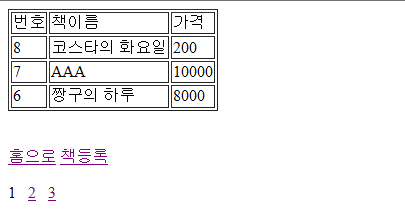 번호 책이름 가격
8 코스타의 화요일 200
7 AAA 10000
6 짱구의 하루 8000
홈으로 책등록
1 2 3